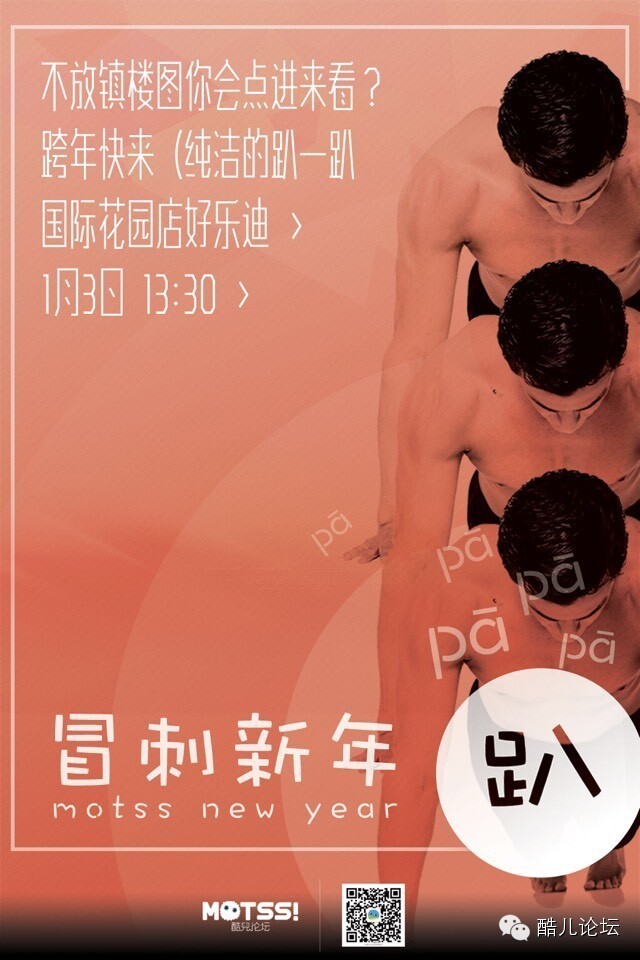 不放镇楼图你会点进来看？
跨年快来（纯洁的趴一趴
国际花园店好乐迪 >
1月3日 13:30 >
pā
pā
pā
pā
pā
冒刺新年
motss new year
趴
MOTSS!
酷兒论坛
酷儿论坛